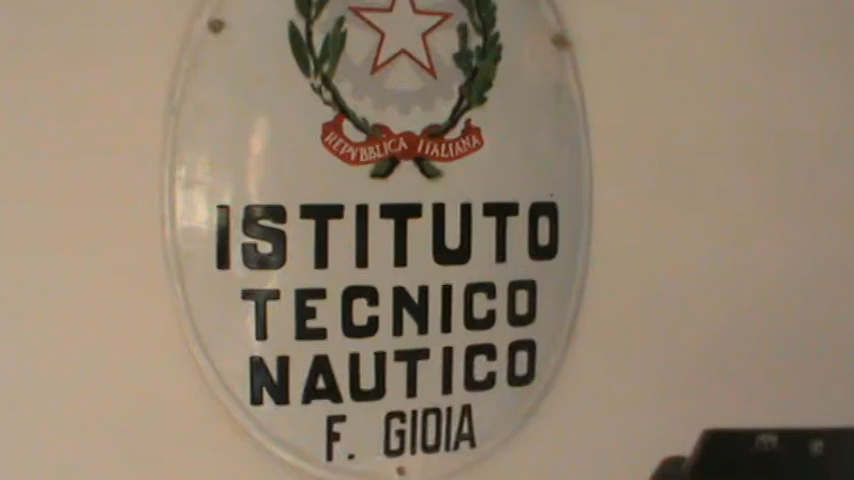 REPVBBLICA ITALIANA
ISTITUTO
TECNICO
NAUTICO
F. GIOIA